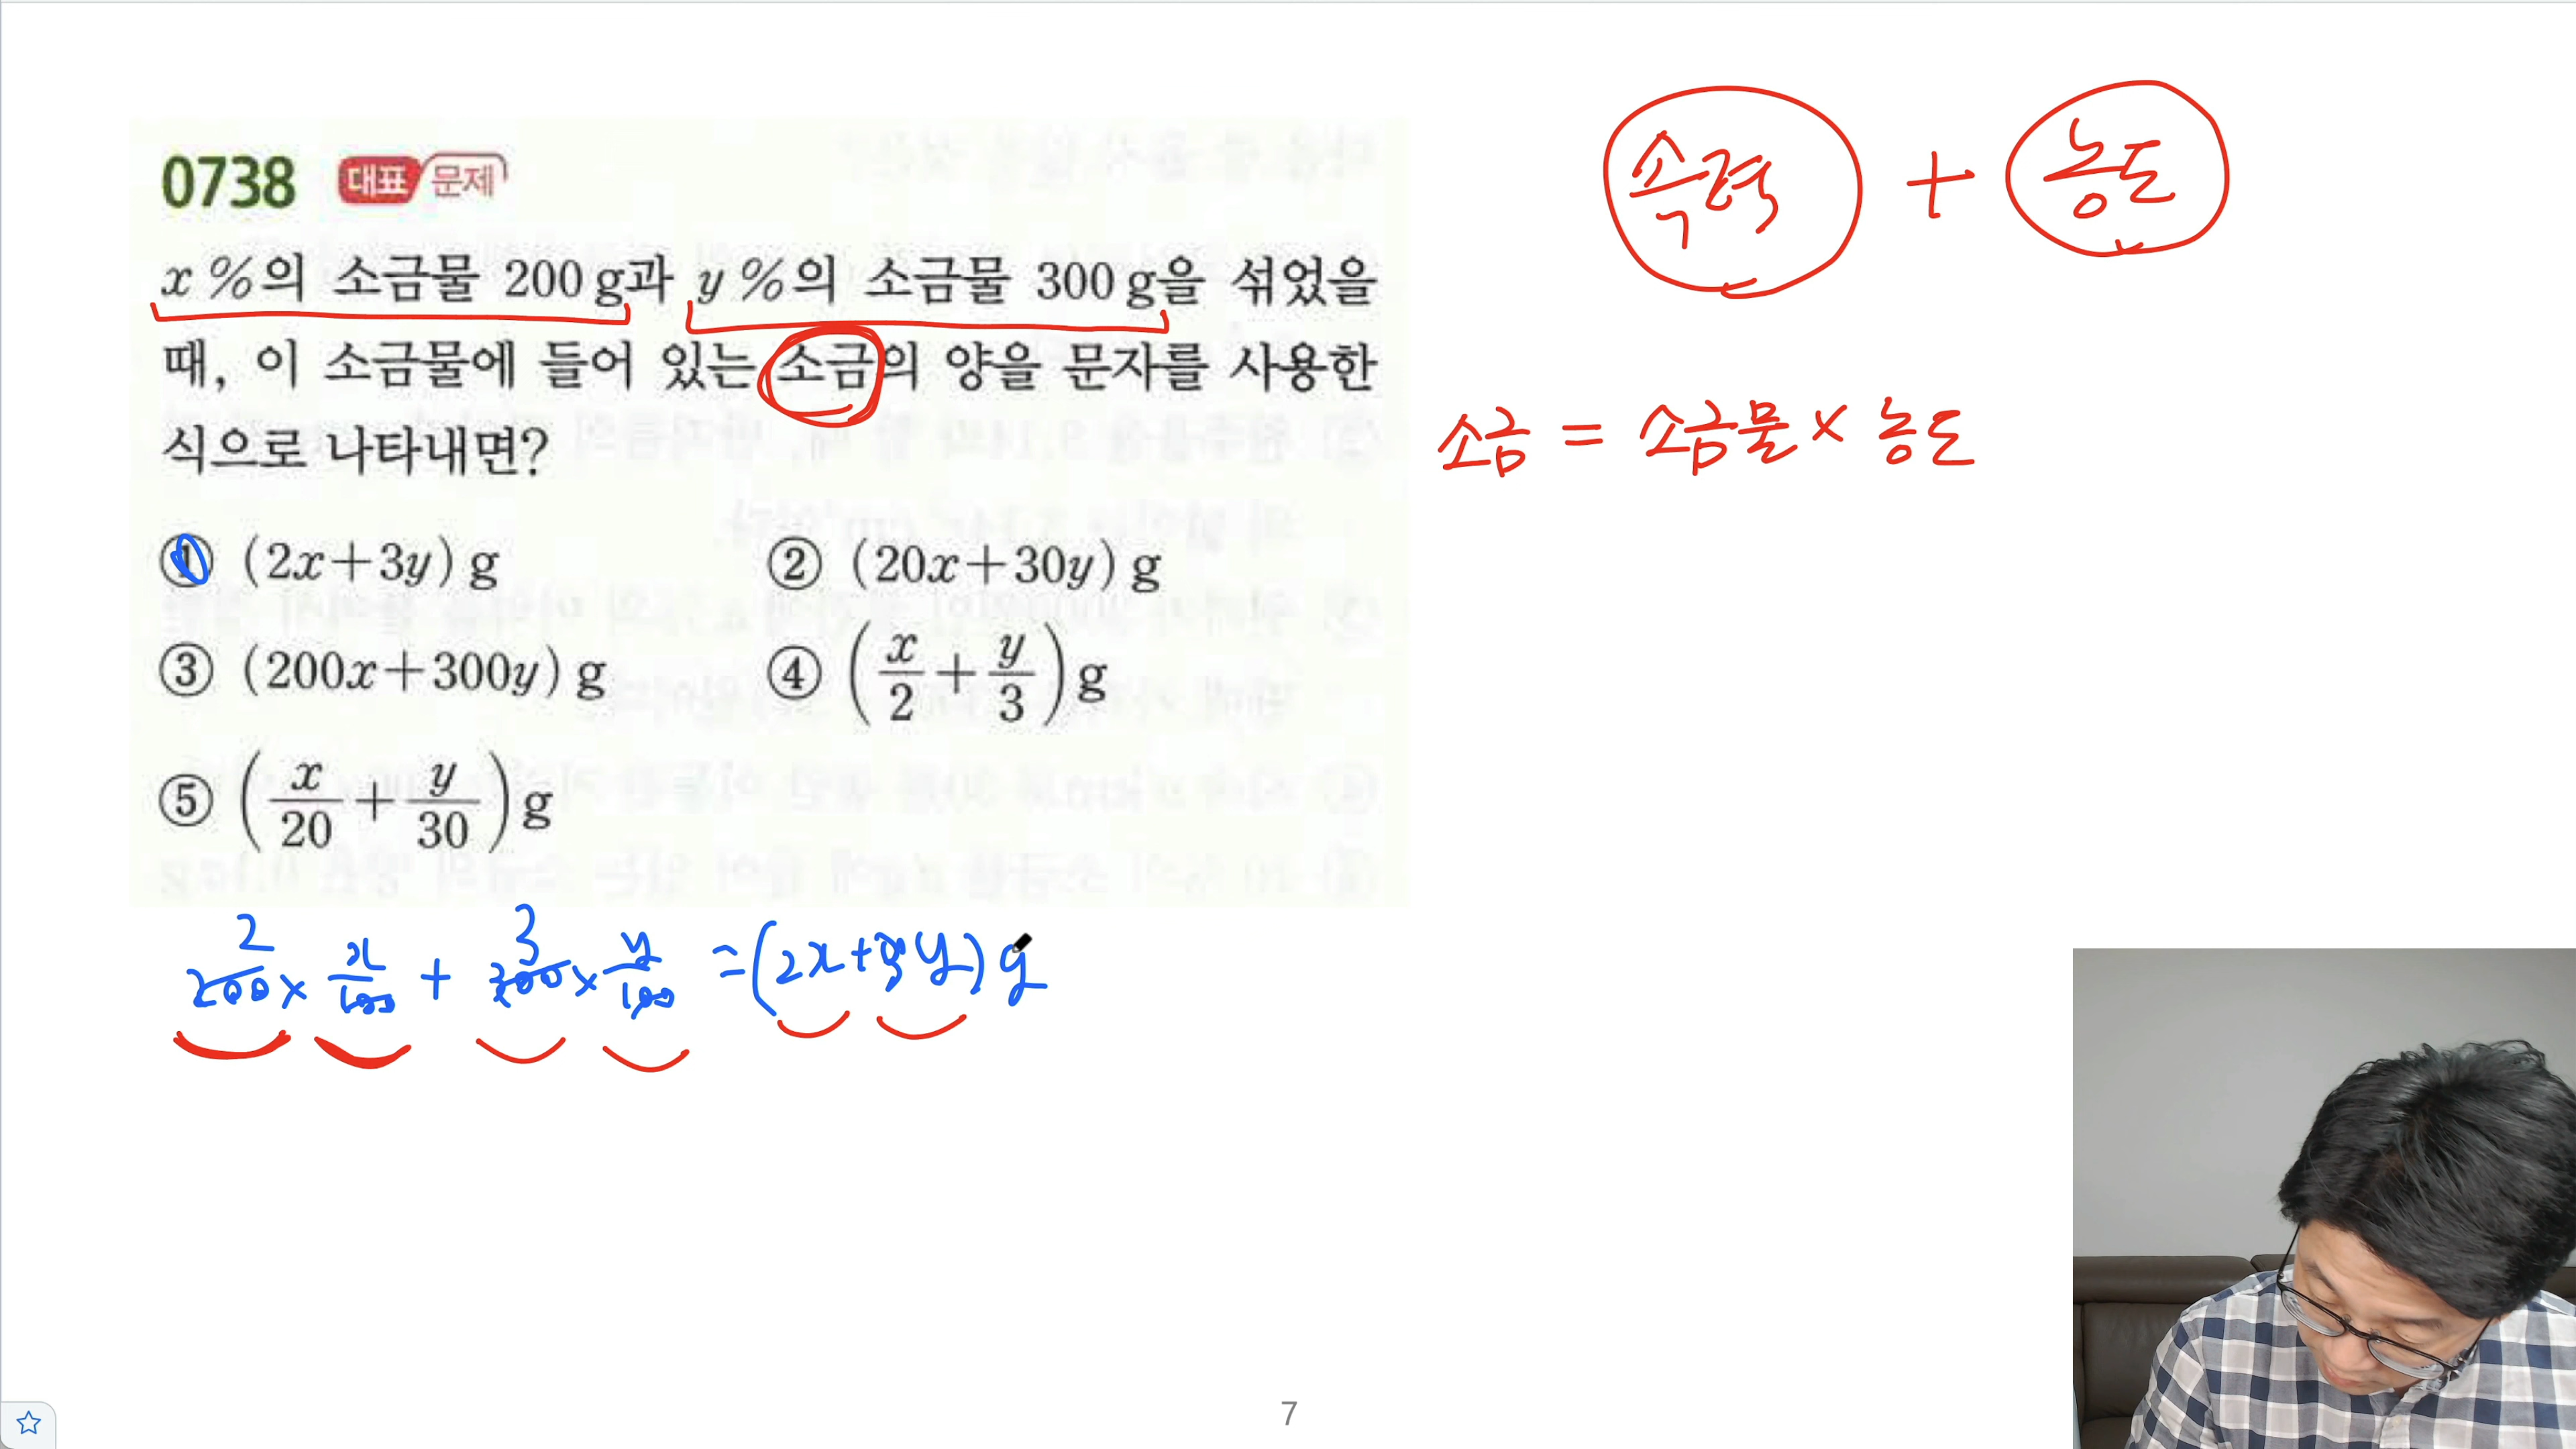 0738 대표 문제
x %의 소금물 200 g과 y %의 소금물 300 g을 섞었을
때, 이 소금물에 들어 있는 소금의 양을 문자를 사용한
식으로 나타내면?
① (2x+3y) g
② (20x+30y) g
③ (200x+300y) g
④ (x/2+y/3) g
⑤ (x/20+y/30) g
속력 + 농도
소금 = 소금물 × 농도
2 3
200 × x/100 + 300 × y/100 = (2x+3y) g
7